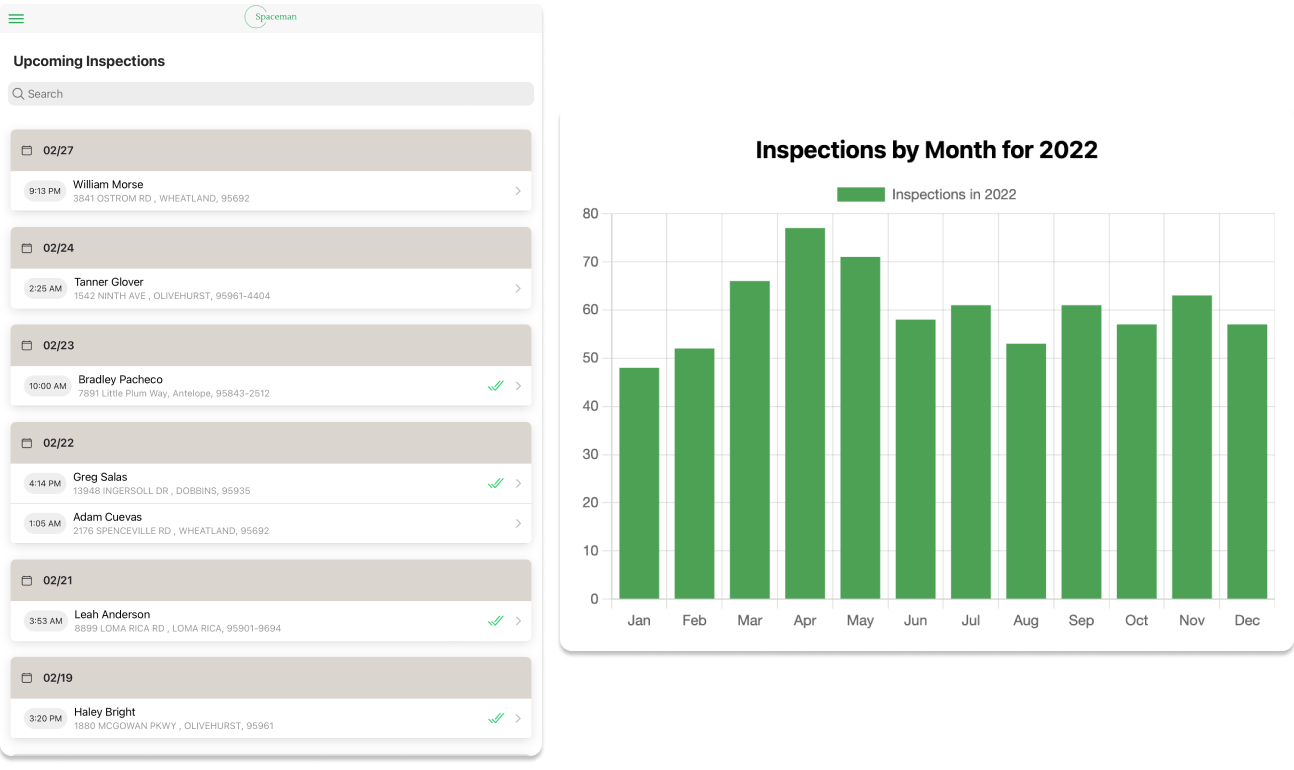 Spaceman
Upcoming Inspections
Search
02/27
9:13 PM
William Morse
3841 OSTROM RD , WHEATLAND, 95692
02/24
2:25 AM
Tanner Glover
1542 NINTH AVE , OLIVEHURST, 95961-4404
02/23
10:00 AM
Bradley Pacheco
7891 Little Plum Way, Antelope, 95843-2512
02/22
4:14 PM
Greg Salas
13948 INGERSOLL DR , DOBBINS, 95935
1:05 AM
Adam Cuevas
2176 SPENCEVILLE RD , WHEATLAND, 95692
02/21
3:53 AM
Leah Anderson
8899 LOMA RICA RD , LOMA RICA, 95901-9694
02/19
3:20 PM
Haley Bright
1880 MCGOWAN PKWY , OLIVEHURST, 95961
Inspections by Month for 2022
Inspections in 2022
80
70
60
50
40
30
20
10
0
Jan Feb Mar Apr May Jun Jul Aug Sep Oct Nov Dec